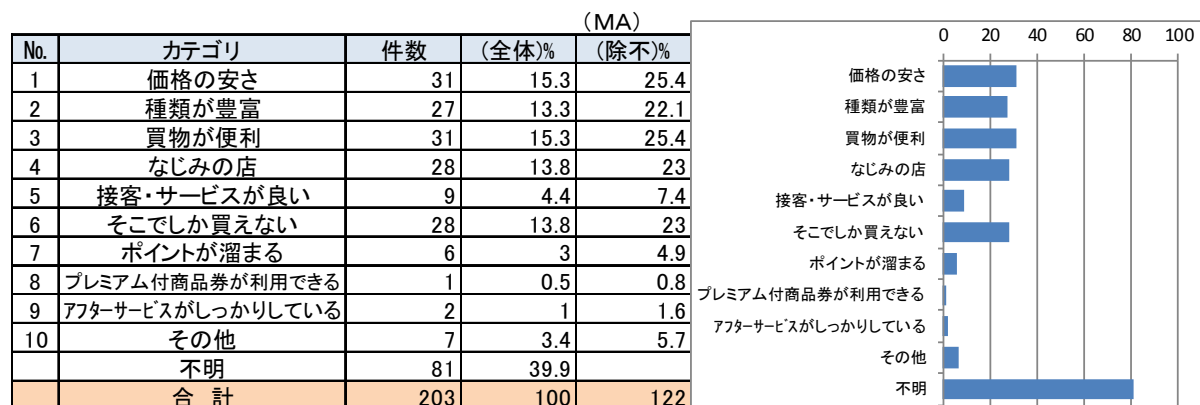 (MA)
No. カテゴリ 件数 (全体)% (除不)%
1 価格の安さ 31 15.3 25.4
2 種類が豊富 27 13.3 22.1
3 買物が便利 31 15.3 25.4
4 なじみの店 28 13.8 23
5 接客・サービスが良い 9 4.4 7.4
6 そこでしか買えない 28 13.8 23
7 ポイントが溜まる 6 3 4.9
8 プレミアム付商品券が利用できる 1 0.5 0.8
9 アフターサービスがしっかりしている 2 1 1.6
10 その他 7 3.4 5.7
不明 81 39.9
合 計 203 100 122
0 20 40 60 80 100
価格の安さ
種類が豊富
買物が便利
なじみの店
接客・サービスが良い
そこでしか買えない
ポイントが溜まる
プレミアム付商品券が利用できる
アフターサービスがしっかりしている
その他
不明